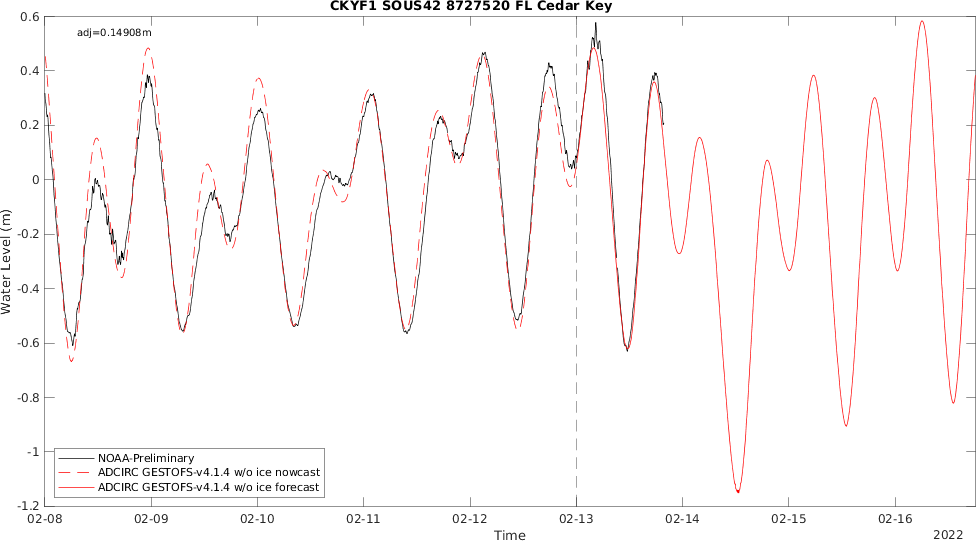 CKYF1 SOUS42 8727520 FL Cedar Key
adj=0.14908m
0.6
0.4
0.2
0
-0.2
-0.4
-0.6
-0.8
-1
-1.2
Water Level (m)
NOAA-Preliminary
ADCIRC GESTOFS-v4.1.4 w/o ice nowcast
ADCIRC GESTOFS-v4.1.4 w/o ice forecast
02-08 02-09 02-10 02-11 02-12 02-13 02-14 02-15 02-16
Time
2022